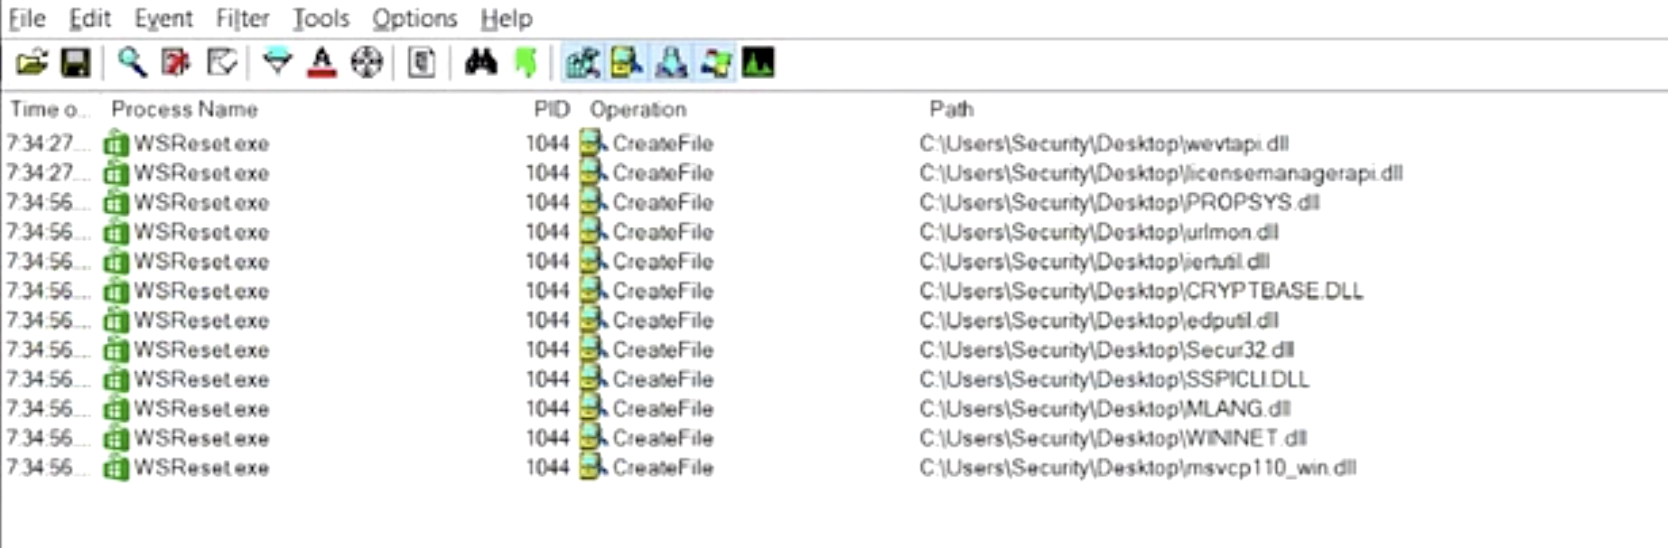 File Edit Event Filter Tools Options Help
Time o... Process Name PID Operation Path
7:34:27... WSReset.exe 1044 CreateFile C:\Users\Security\Desktop\wevtapi.dll
7:34:27... WSReset.exe 1044 CreateFile C:\Users\Security\Desktop\licensemanagerapi.dll
7:34:56... WSReset.exe 1044 CreateFile C:\Users\Security\Desktop\PROPSYS.dll
7:34:56... WSReset.exe 1044 CreateFile C:\Users\Security\Desktop\urlmon.dll
7:34:56... WSReset.exe 1044 CreateFile C:\Users\Security\Desktop\iertutil.dll
7:34:56... WSReset.exe 1044 CreateFile C:\Users\Security\Desktop\CRYPTBASE.DLL
7:34:56... WSReset.exe 1044 CreateFile C:\Users\Security\Desktop\edputil.dll
7:34:56... WSReset.exe 1044 CreateFile C:\Users\Security\Desktop\Secur32.dll
7:34:56... WSReset.exe 1044 CreateFile C:\Users\Security\Desktop\SSPICLI.DLL
7:34:56... WSReset.exe 1044 CreateFile C:\Users\Security\Desktop\MLANG.dll
7:34:56... WSReset.exe 1044 CreateFile C:\Users\Security\Desktop\WININET.dll
7:34:56... WSReset.exe 1044 CreateFile C:\Users\Security\Desktop\msvcp110_win.dll